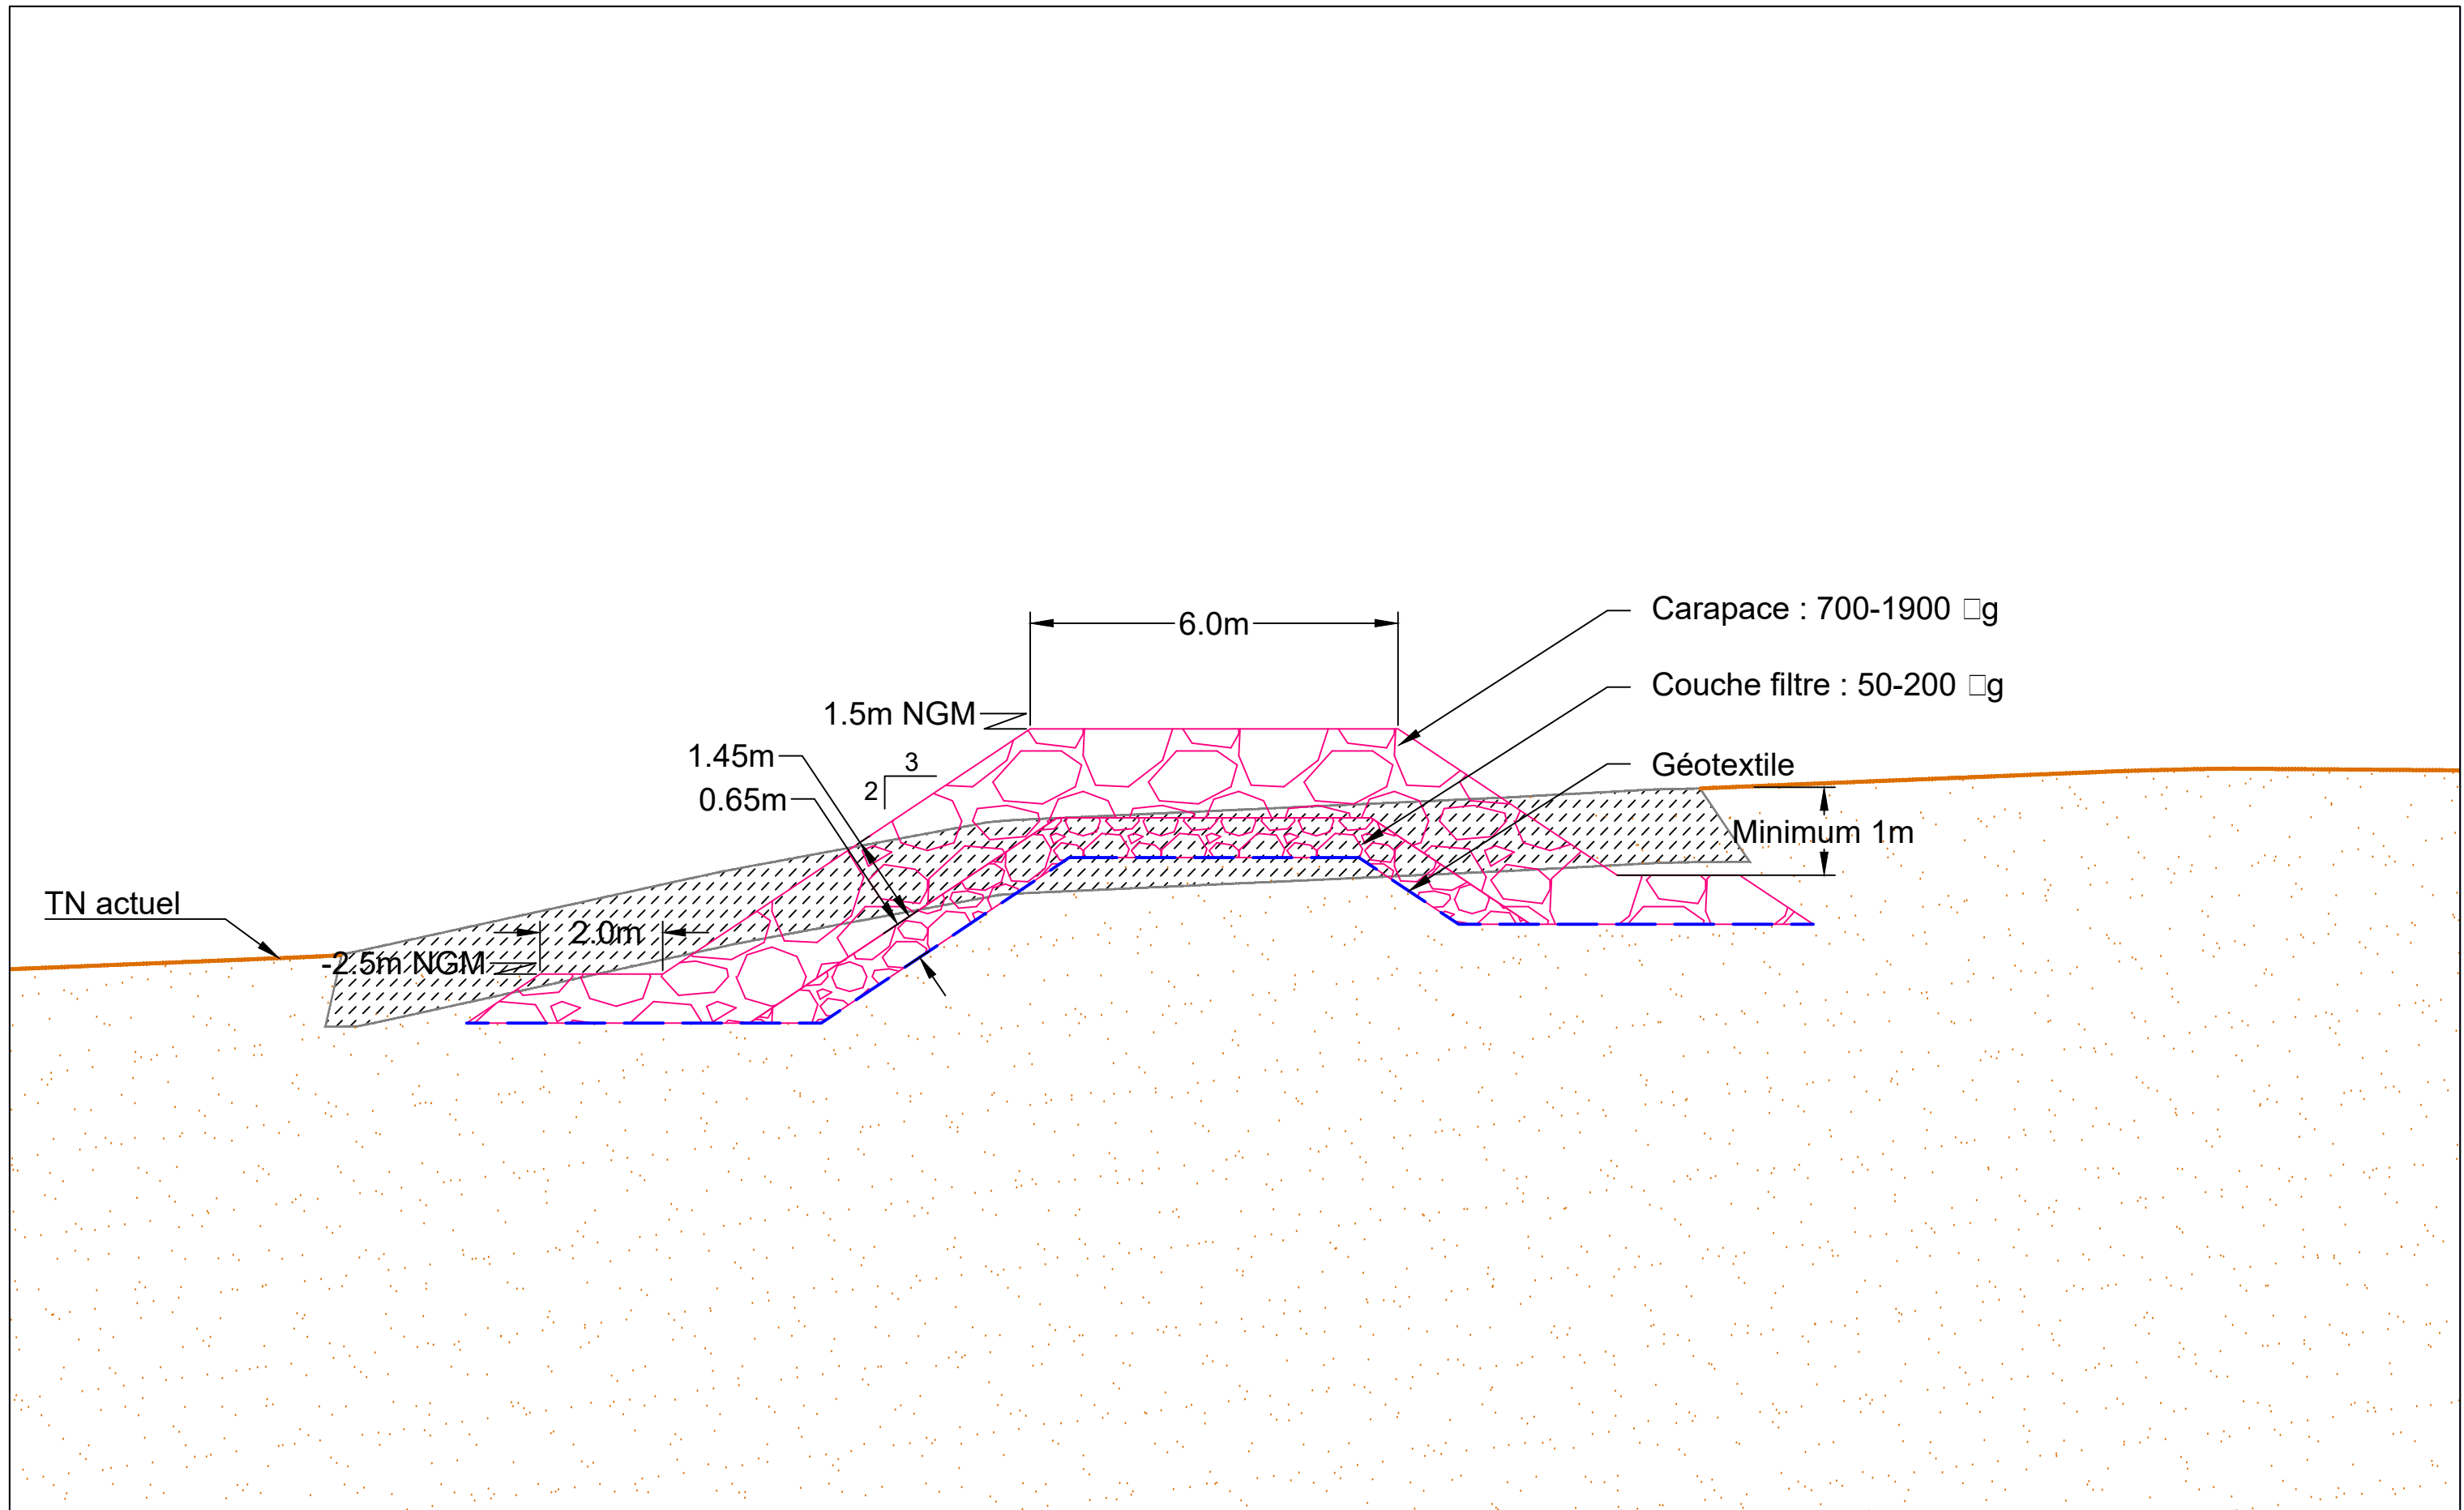 6.0m
Carapace : 700-1900 □g
Couche filtre : 50-200 □g
1.5m NGM
1.45m
3
2
Géotextile
0.65m
Minimum 1m
TN actuel
2.0m
-2.5m NGM